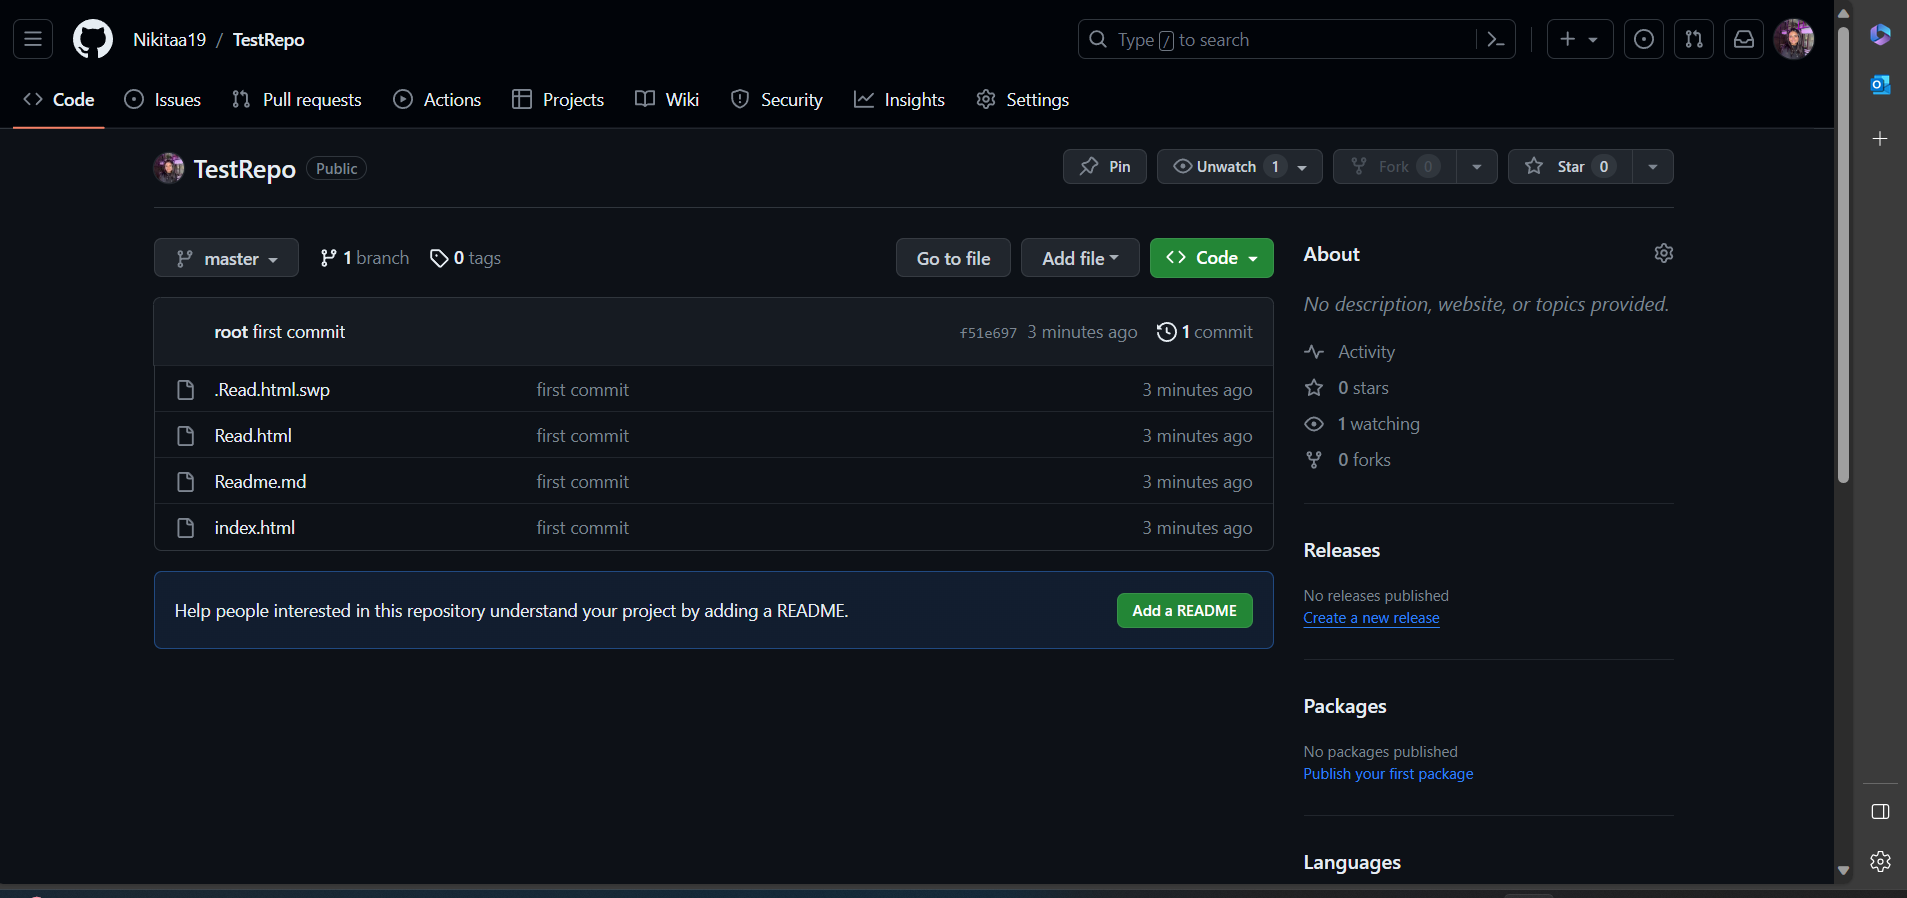 Nikitaa19 / TestRepo
Type / to search
Code Issues Pull requests Actions Projects Wiki Security Insights Settings
TestRepo Public
Pin Unwatch 1 Fork 0 Star 0
master 1 branch 0 tags Go to file Add file Code
root first commit f51e697 3 minutes ago 1 commit
.Read.html.swp first commit 3 minutes ago
Read.html first commit 3 minutes ago
Readme.md first commit 3 minutes ago
index.html first commit 3 minutes ago
Help people interested in this repository understand your project by adding a README. Add a README
About
No description, website, or topics provided.
Activity
0 stars
1 watching
0 forks
Releases
No releases published
Create a new release
Packages
No packages published
Publish your first package
Languages